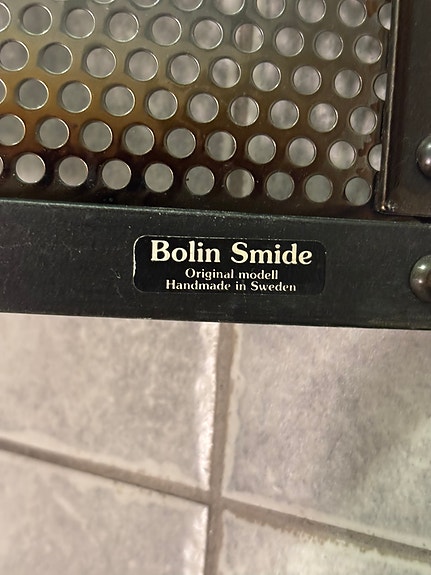 Bolin Smide
Original modell
Handmade in Sweden